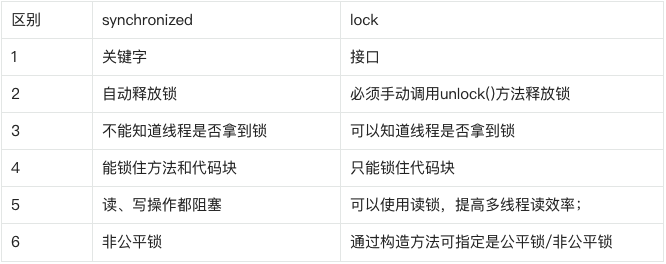 区别 synchronized lock
1 关键字 接口
2 自动释放锁 必须手动调用unlock()方法释放锁
3 不能知道线程是否拿到锁 可以知道线程是否拿到锁
4 能锁住方法和代码块 只能锁住代码块
5 读、写操作都阻塞 可以使用读锁，提高多线程读效率；
6 非公平锁 通过构造方法可指定是公平锁/非公平锁